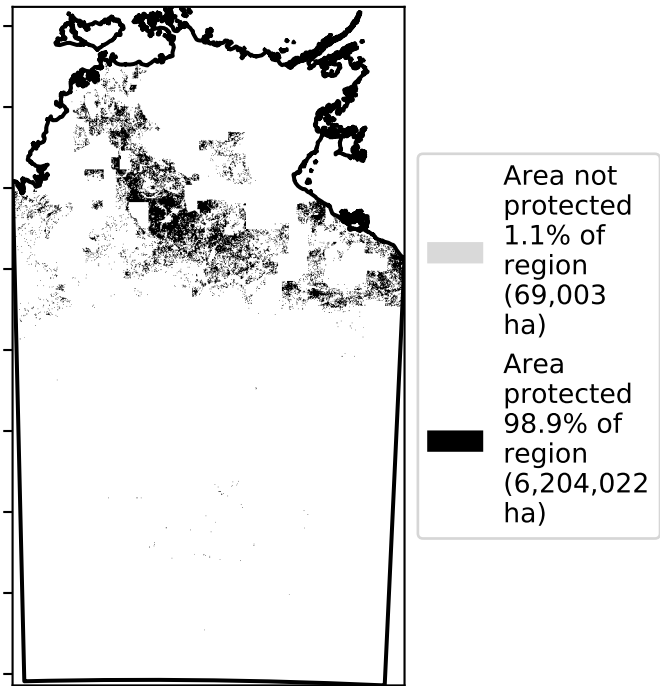 Area not
protected
1.1% of
region
(69,003
ha)
Area
protected
98.9% of
region
(6,204,022
ha)